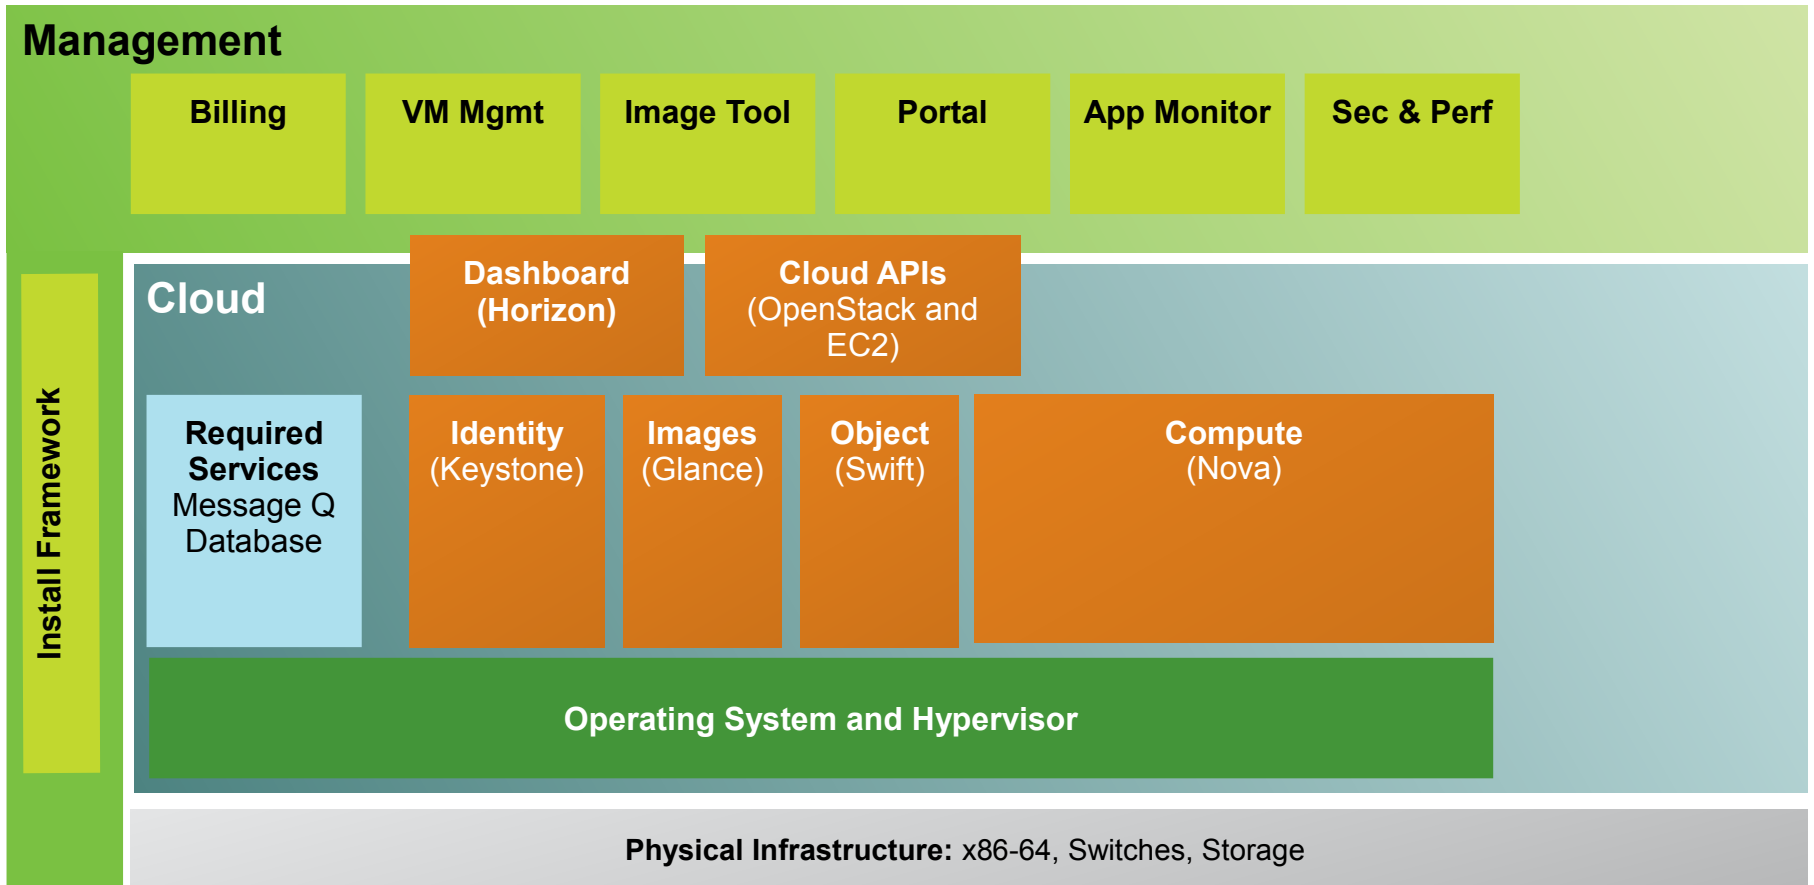 Management
Billing
VM Mgmt
Image Tool
Portal
App Monitor
Sec & Perf
Install Framework
Cloud
Dashboard
(Horizon)
Cloud APIs
(OpenStack and
EC2)
Required
Services
Message Q
Database
Identity
(Keystone)
Images
(Glance)
Object
(Swift)
Compute
(Nova)
Operating System and Hypervisor
Physical Infrastructure: x86-64, Switches, Storage